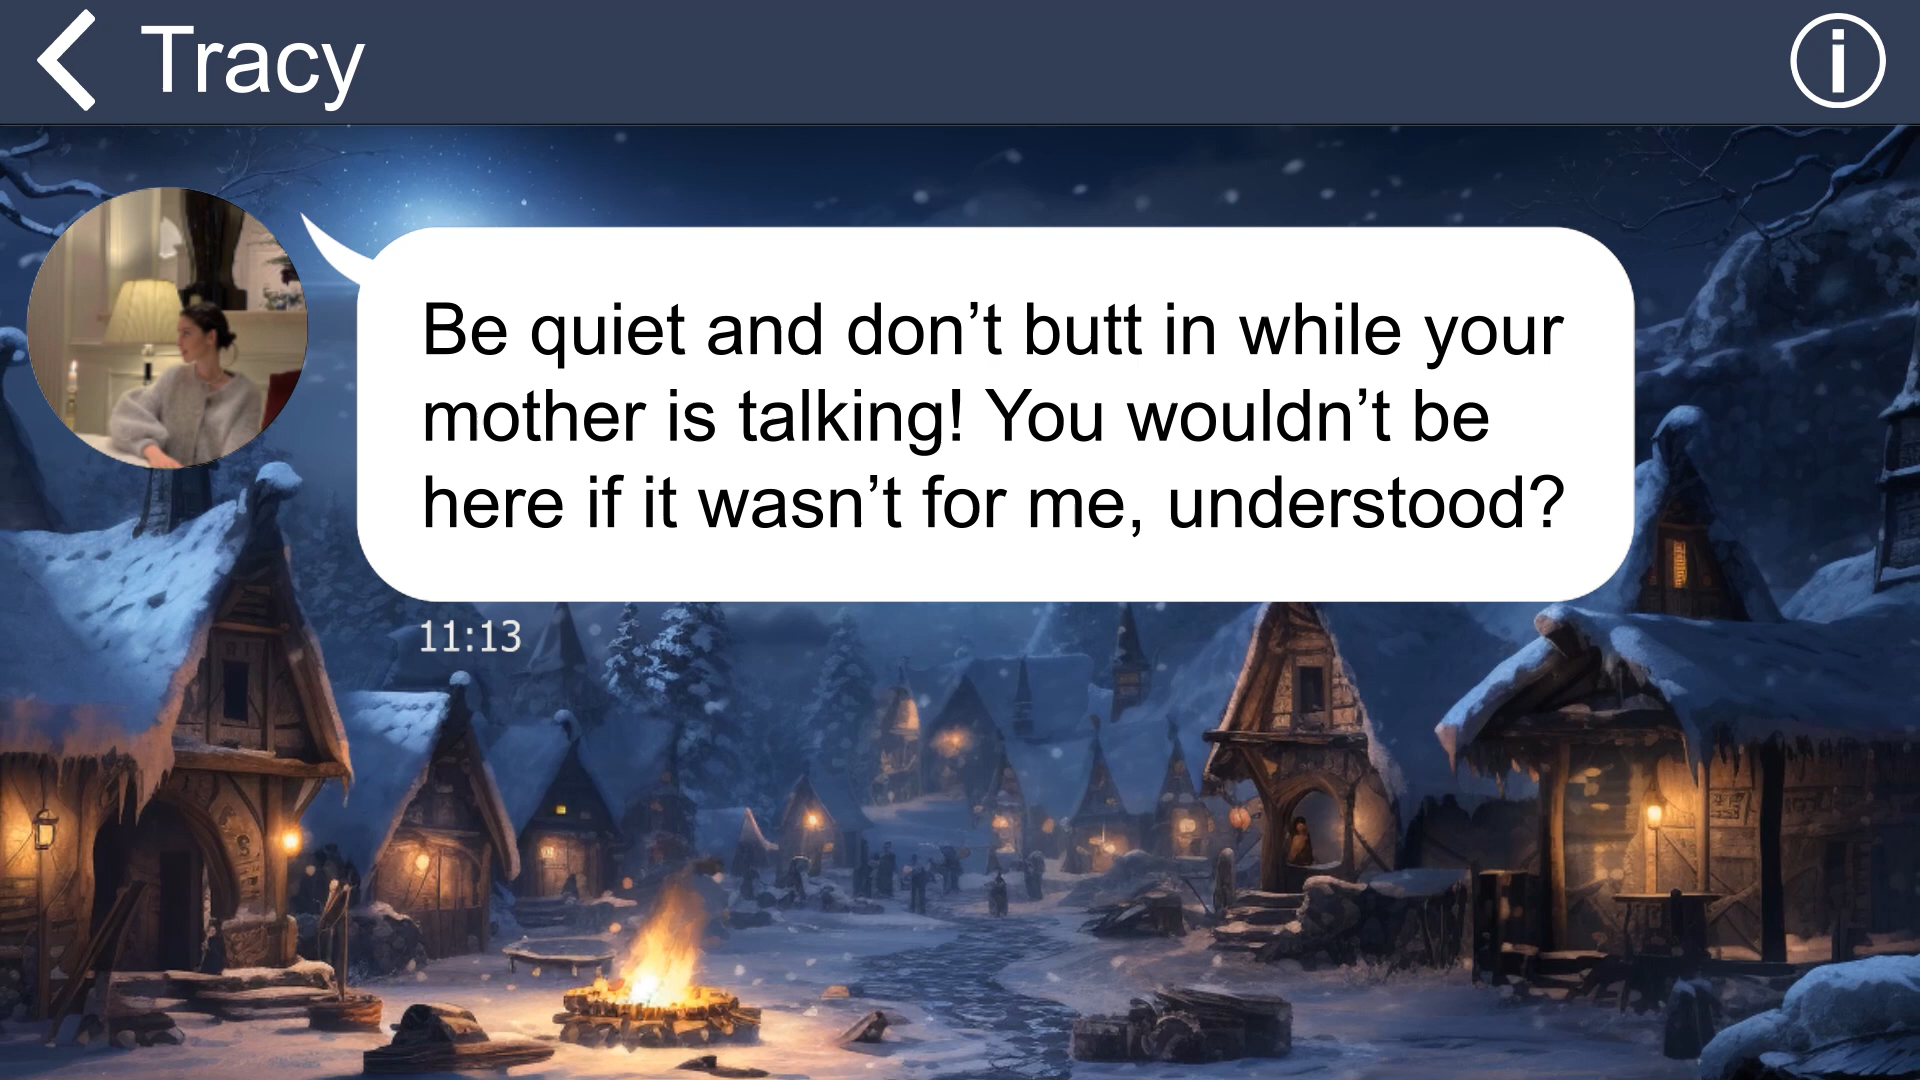 Tracy
Be quiet and don’t butt in while your
mother is talking! You wouldn’t be
here if it wasn’t for me, understood?
11:13